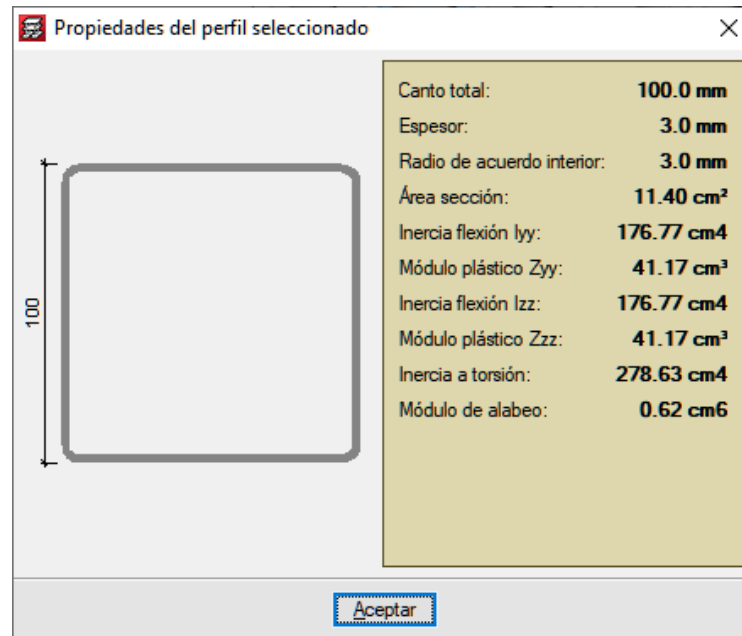 Propiedades del perfil seleccionado
100
Canto total: 100.0 mm
Espesor: 3.0 mm
Radio de acuerdo interior: 3.0 mm
Área sección: 11.40 cm²
Inercia flexión Iyy: 176.77 cm4
Módulo plástico Zyy: 41.17 cm³
Inercia flexión Izz: 176.77 cm4
Módulo plástico Zzz: 41.17 cm³
Inercia a torsión: 278.63 cm4
Módulo de alabeo: 0.62 cm6
Aceptar